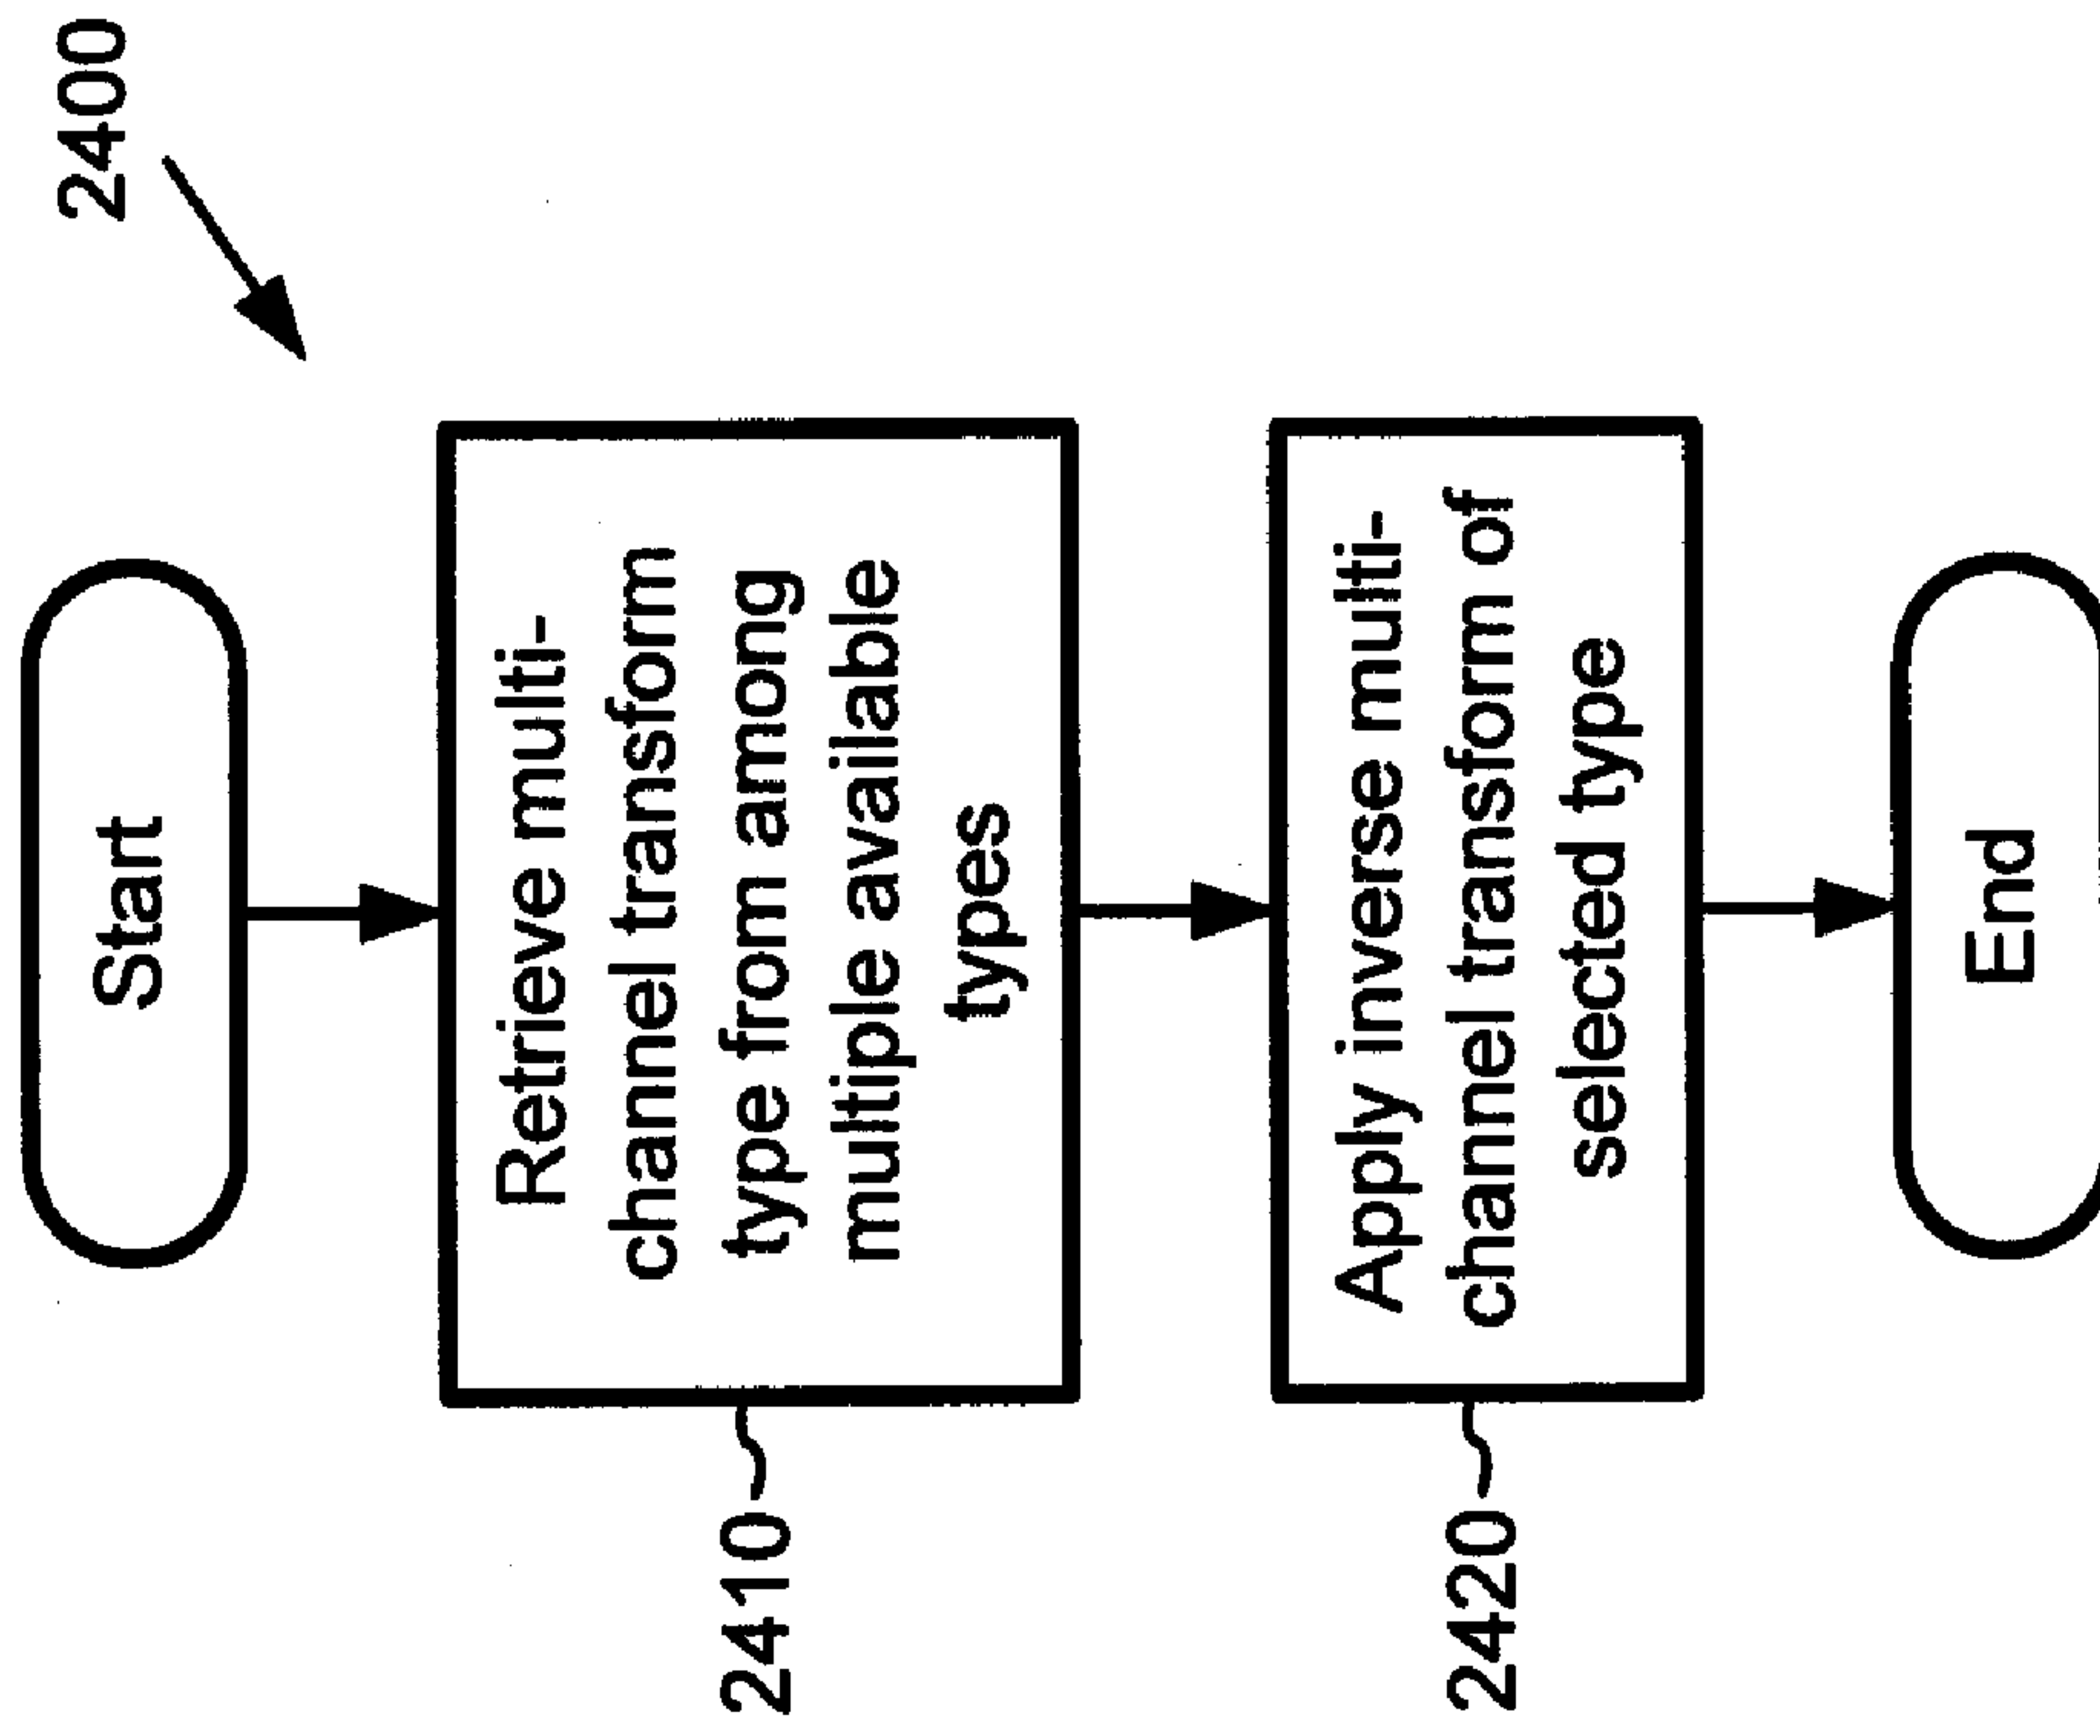 2400
Start
Retrieve multi-
channel transform
type from among
multiple available
types
2410
Apply inverse multi-
channel transform of
selected type
2420
End